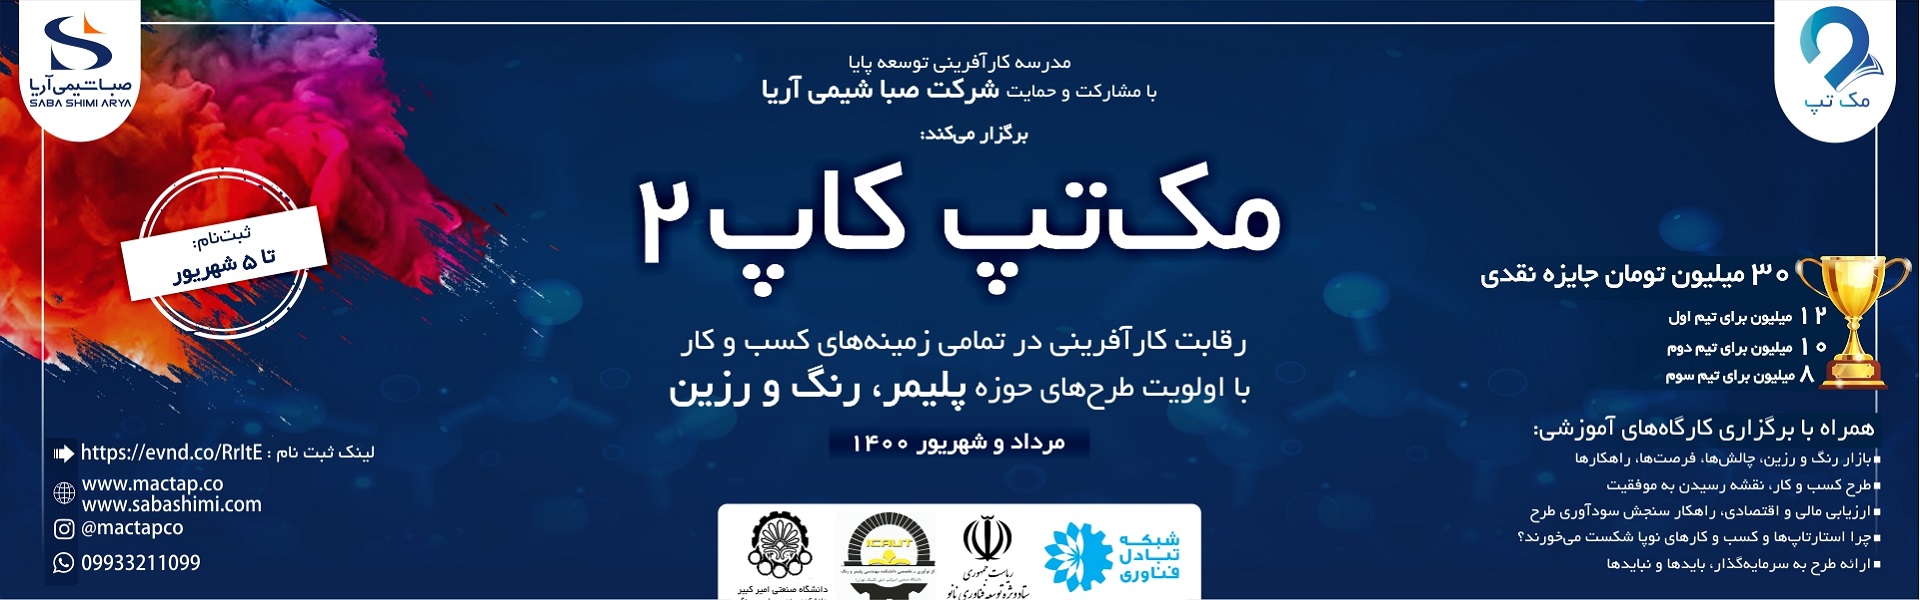 صبا شیمی آریا
SABA SHIMI ARYA
مک تپ
مدرسه کارآفرینی توسعه پایا
با مشارکت و حمایت شرکت صبا شیمی آریا
برگزار می‌کند:
مک‌تپ کاپ ۲
رقابت کارآفرینی در تمامی زمینه‌های کسب و کار
با اولویت طرح‌های حوزه پلیمر، رنگ و رزین
مرداد و شهریور ۱۴۰۰
ثبت‌نام:
تا ۵ شهریور
۳۰ میلیون تومان جایزه نقدی
۱۲ میلیون برای تیم اول
۱۰ میلیون برای تیم دوم
۸ میلیون برای تیم سوم
همراه با برگزاری کارگاه‌های آموزشی:
بازار رنگ و رزین، چالش‌ها، فرصت‌ها، راهکارها
طرح کسب و کار، نقشه رسیدن به موفقیت
ارزیابی مالی و اقتصادی، راهکار سنجش سودآوری طرح
چرا استارتاپ‌ها و کسب و کارهای نوپا شکست می‌خورند؟
ارائه طرح به سرمایه‌گذار، بایدها و نبایدها
لینک ثبت نام : https://evnd.co/RrItE
www.mactap.co
www.sabashimi.com
@mactapco
09933211099
شبکه
تبادل
فناوری
ریاست جمهوری
ستاد ویژه توسعه فناوری نانو
ICAUT
دانشگاه صنعتی امیر کبیر